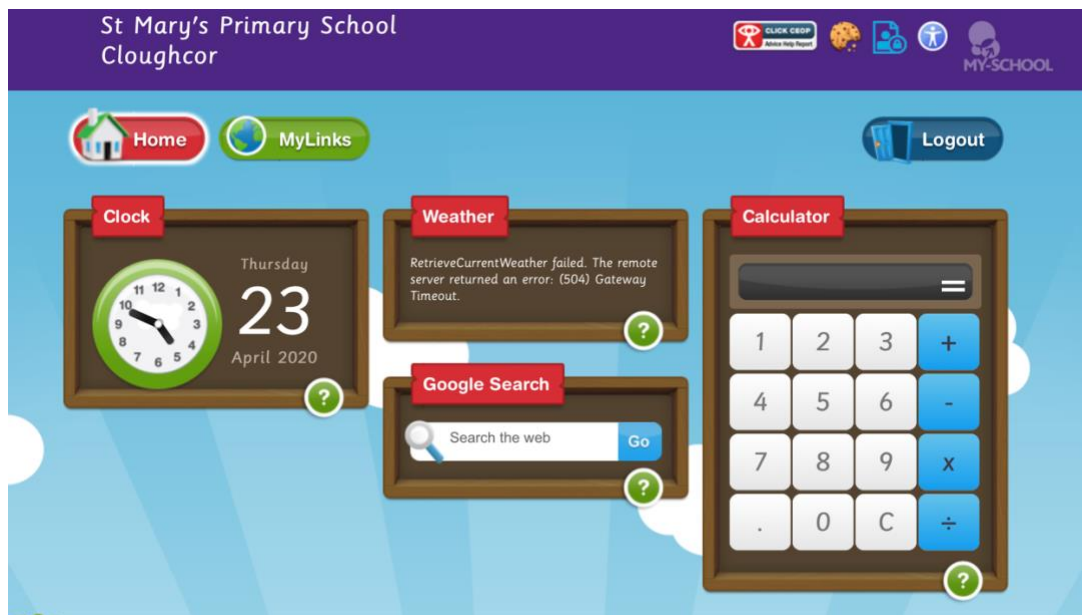 St Mary's Primary School
Cloughcor
CLICK CEOP
Advice Help Report
MY-SCHOOL
Home
MyLinks
Logout
Clock
11 12 1
10 2
9 3
8 4
7 6 5
Thursday
23
April 2020
?
Weather
RetrieveCurrentWeather failed. The remote
server returned an error: (504) Gateway
Timeout.
?
Google Search
Search the web
Go
?
Calculator
=
1 2 3 +
4 5 6 -
7 8 9 x
. 0 C ÷
?